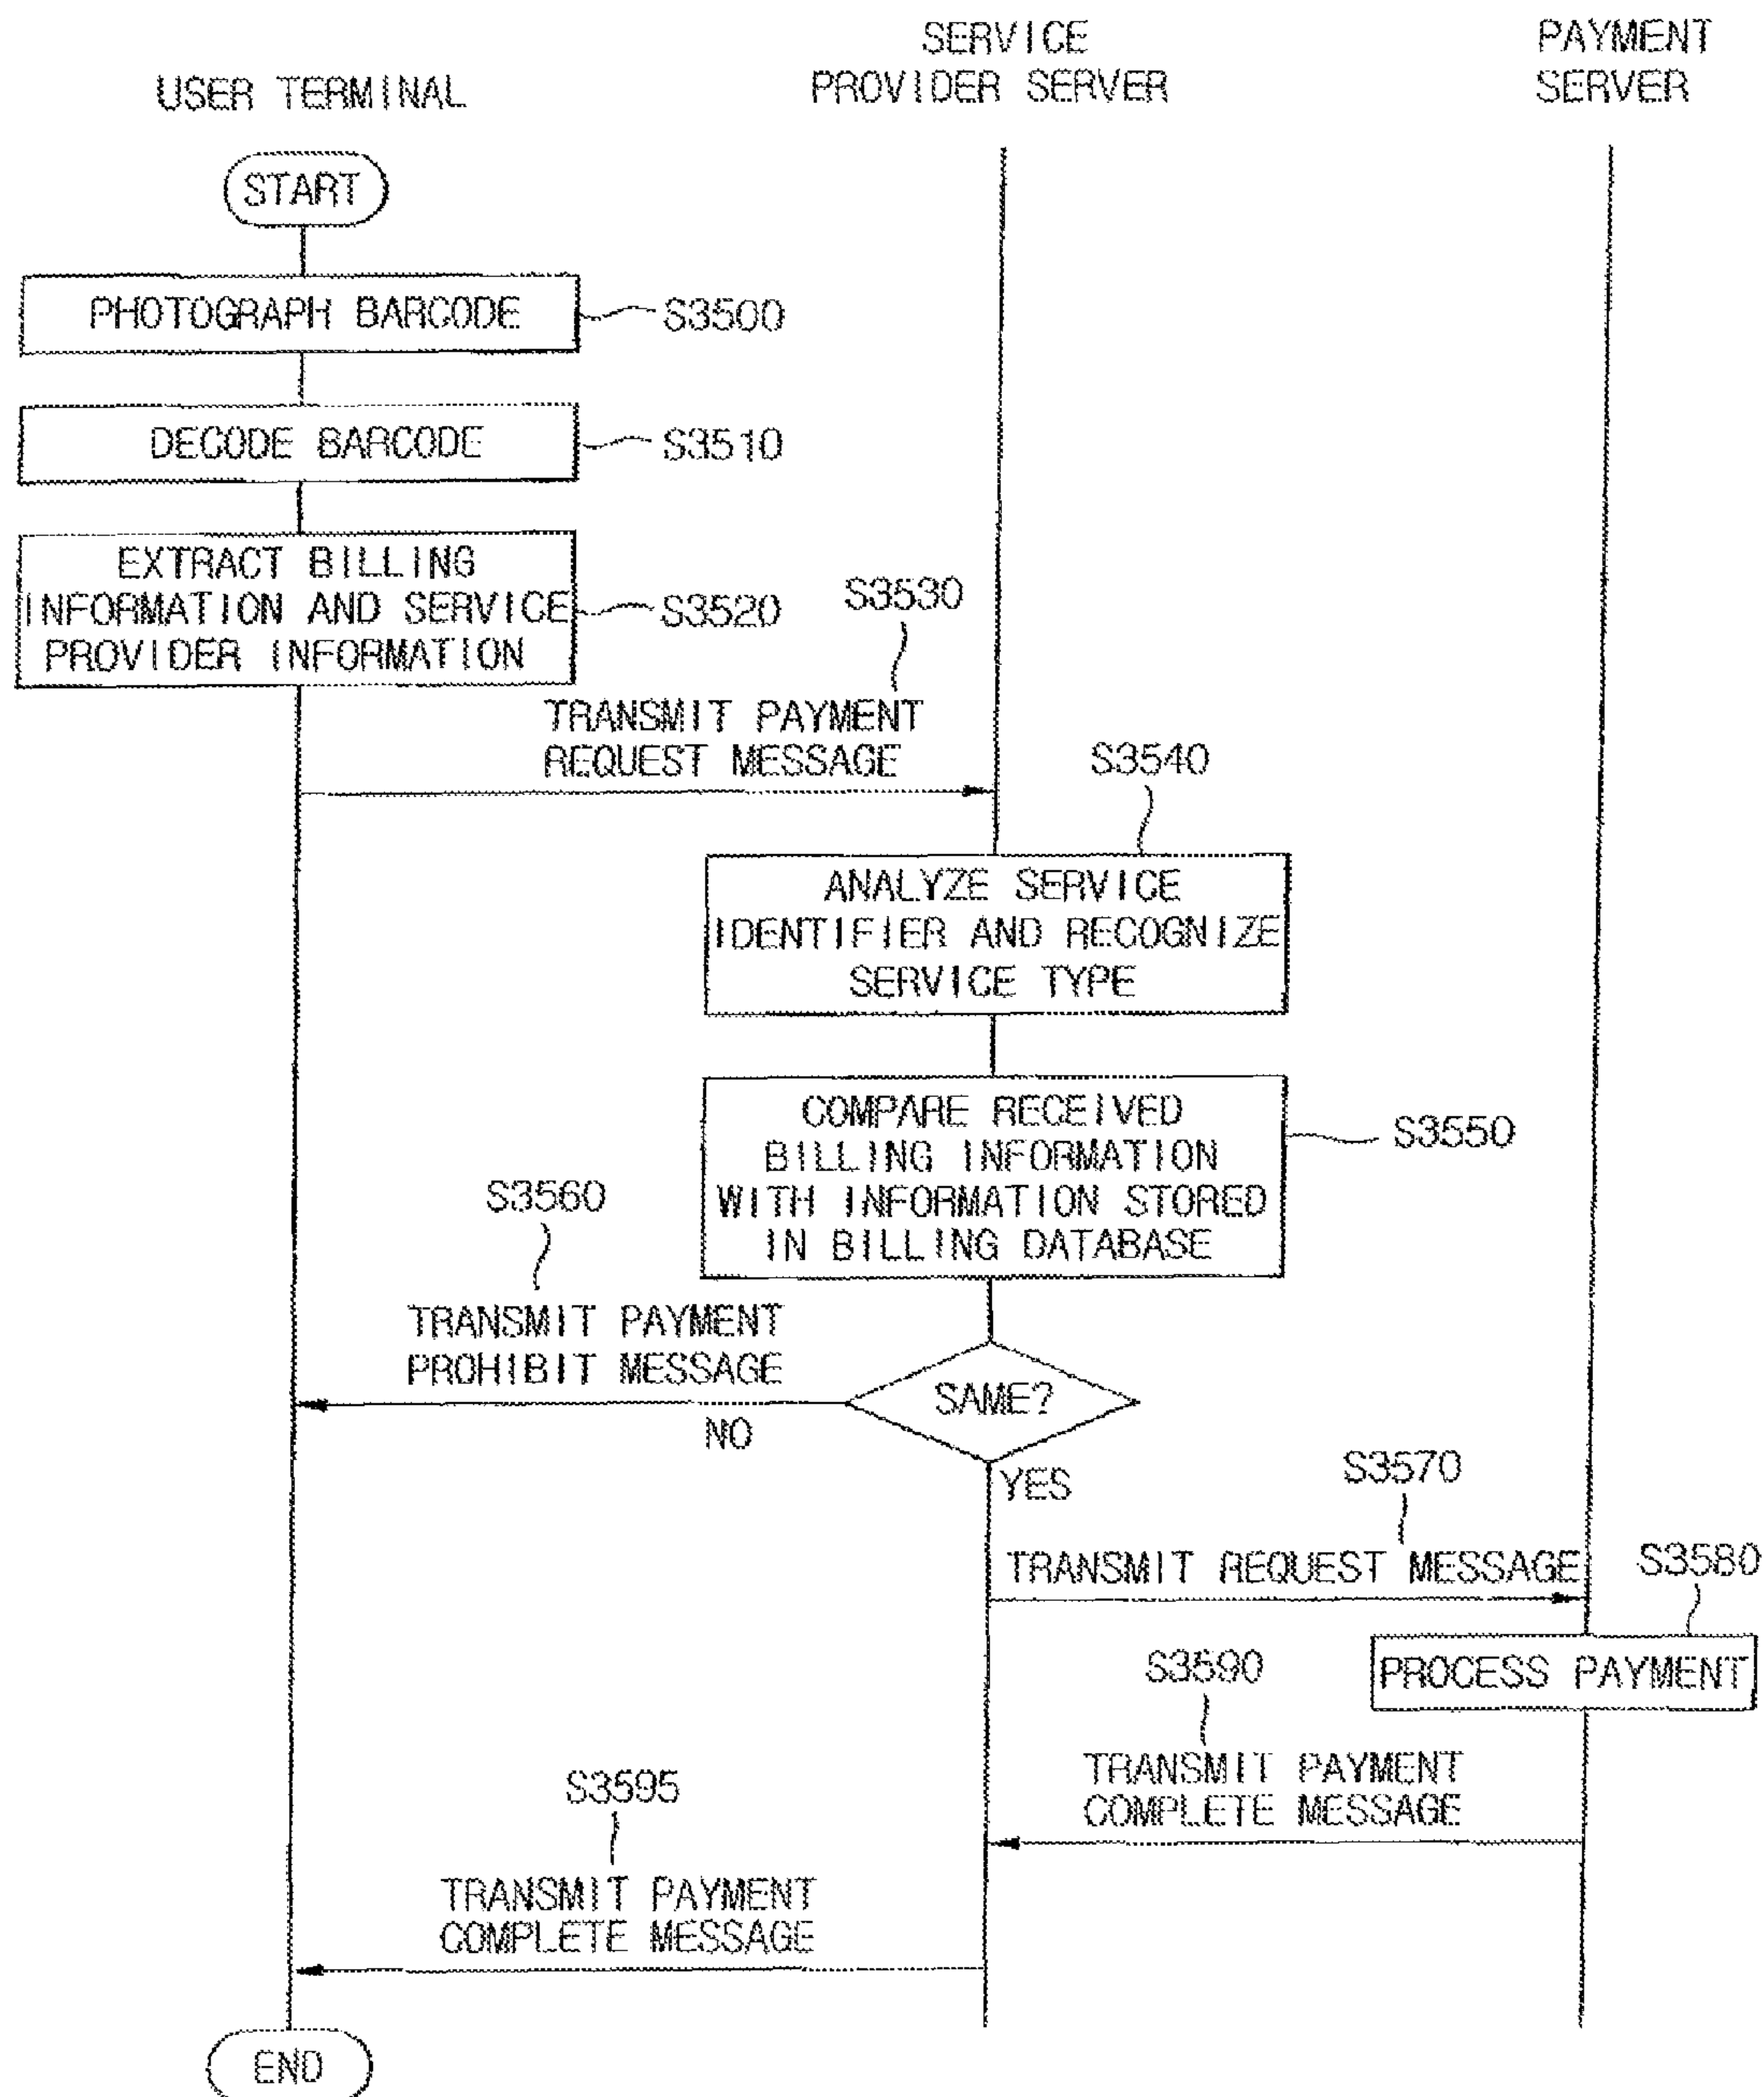 USER TERMINAL
SERVICE
PROVIDER SERVER
PAYMENT
SERVER
START
PHOTOGRAPH BARCODE
S3500
DECODE BARCODE
S3510
EXTRACT BILLING
INFORMATION AND SERVICE
PROVIDER INFORMATION
S3520
S3530
TRANSMIT PAYMENT
REQUEST MESSAGE
S3540
ANALYZE SERVICE
IDENTIFIER AND RECOGNIZE
SERVICE TYPE
COMPARE RECEIVED
BILLING INFORMATION
WITH INFORMATION STORED
IN BILLING DATABASE
S3550
S3560
TRANSMIT PAYMENT
PROHIBIT MESSAGE
SAME?
NO
YES
S3570
TRANSMIT REQUEST MESSAGE
S3580
PROCESS PAYMENT
S3590
TRANSMIT PAYMENT
COMPLETE MESSAGE
S3595
TRANSMIT PAYMENT
COMPLETE MESSAGE
END